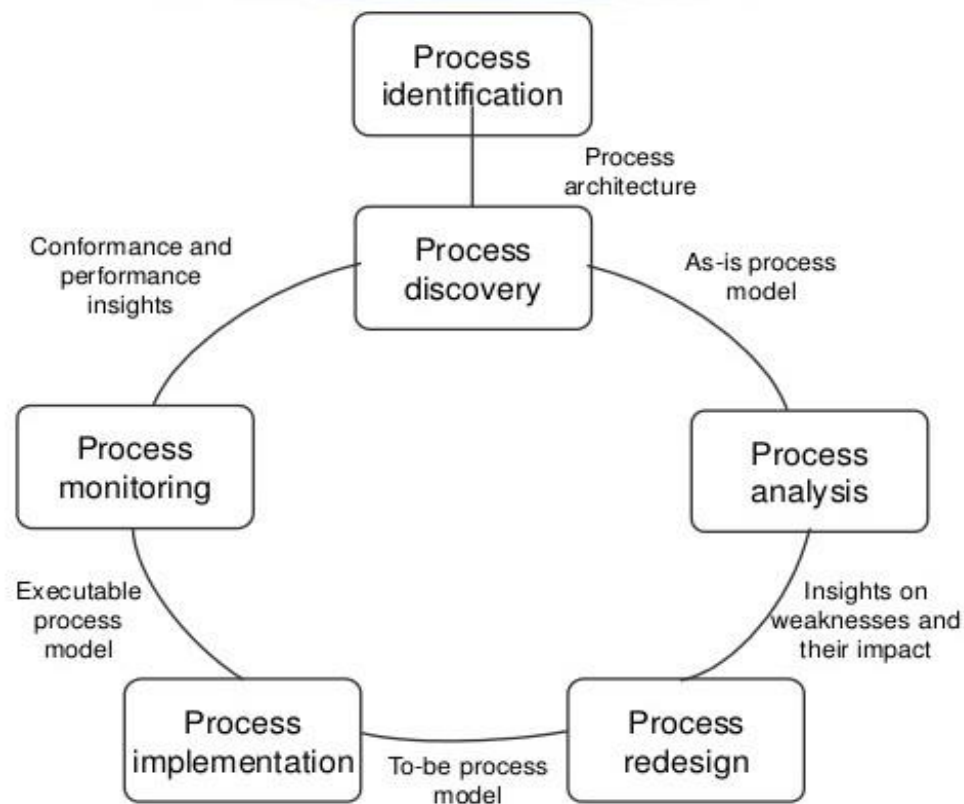 Process
identification
Process
architecture
Process
discovery
Conformance and
performance
insights
As-is process
model
Process
monitoring
Process
analysis
Executable
process
model
Insights on
weaknesses and
their impact
Process
implementation
To-be process
model
Process
redesign